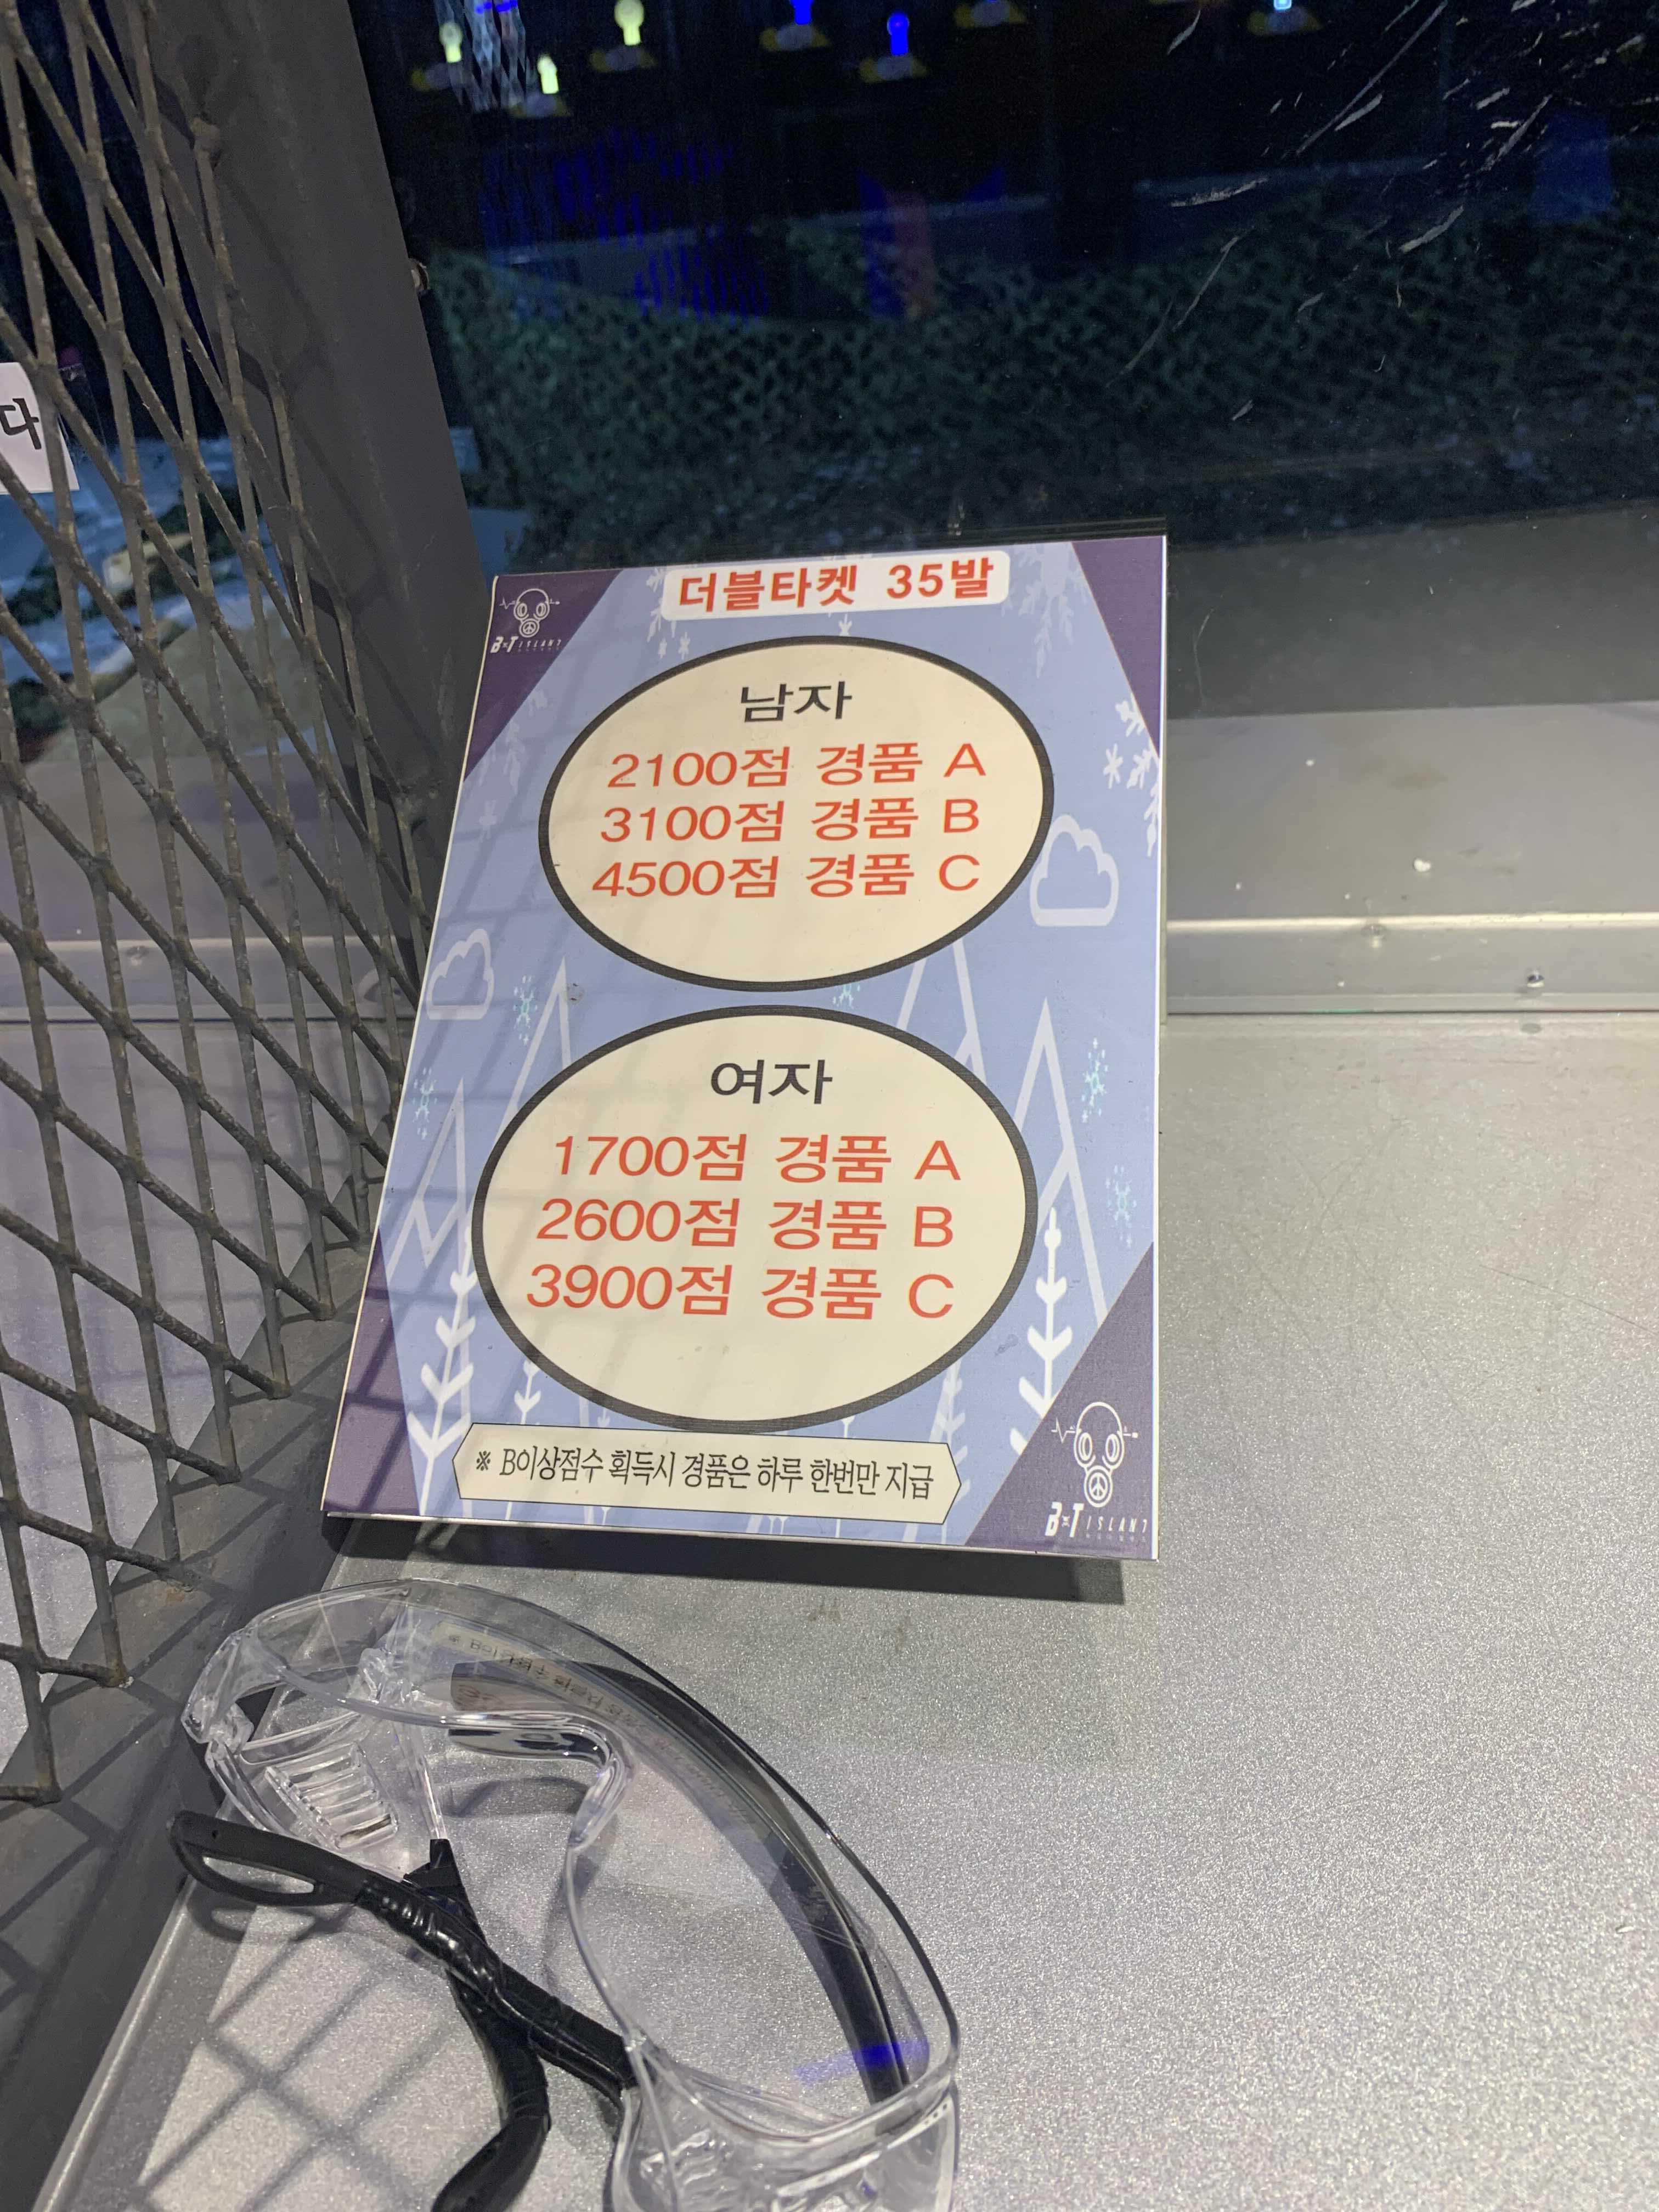 다
더블타켓 35발
B T ISLAND
남자
2100점 경품 A
3100점 경품 B
4500점 경품 C
여자
1700점 경품 A
2600점 경품 B
3900점 경품 C
※ B이상점수 획득시 경품은 하루 한번만 지급
B T ISLAND